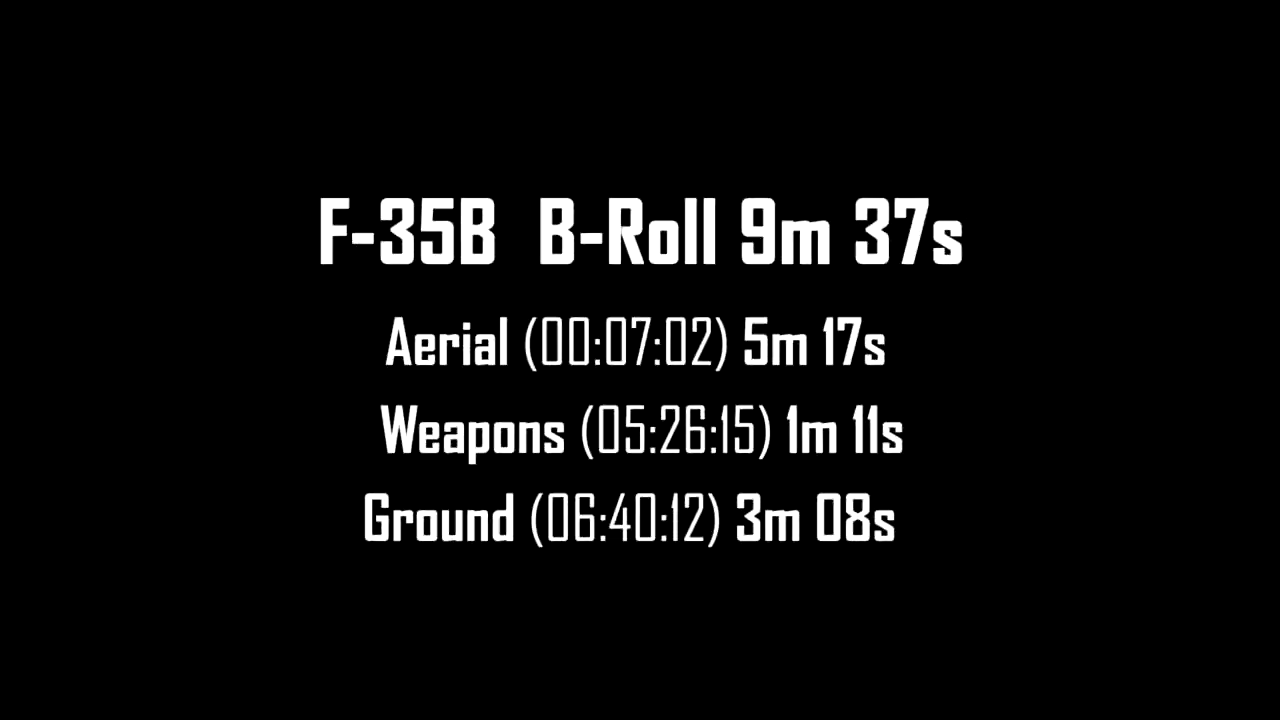 F-35B  B-Roll 9m 37s
Aerial (00:07:02) 5m 17s
Weapons (05:26:15) 1m 11s
Ground (06:40:12) 3m 08s